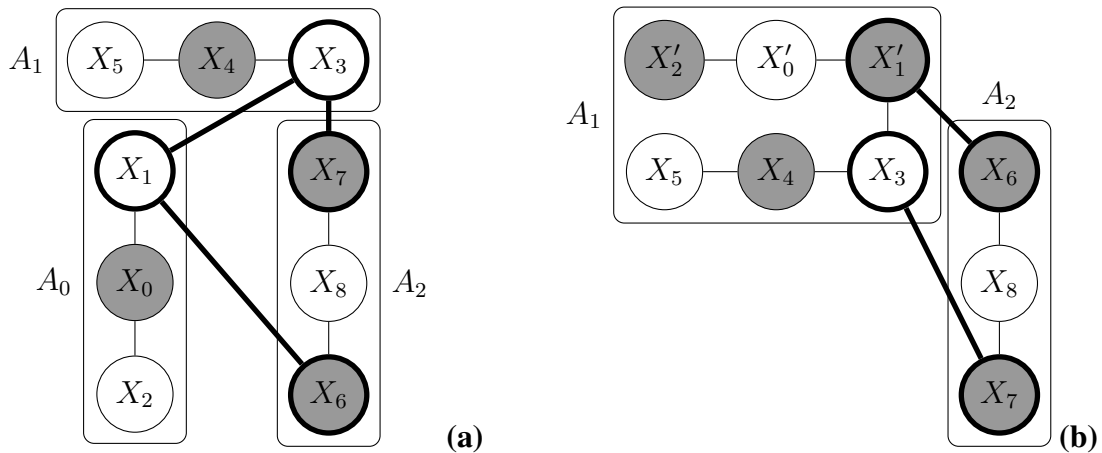 A₁ X₅ X₄ X₃
X₁ X₇
A₀ X₀ X₈ A₂
X₂ X₆
(a)
X′₂ X′₀ X′₁
A₁ A₂
X₅ X₄ X₃ X₆
X₈
X₇
(b)